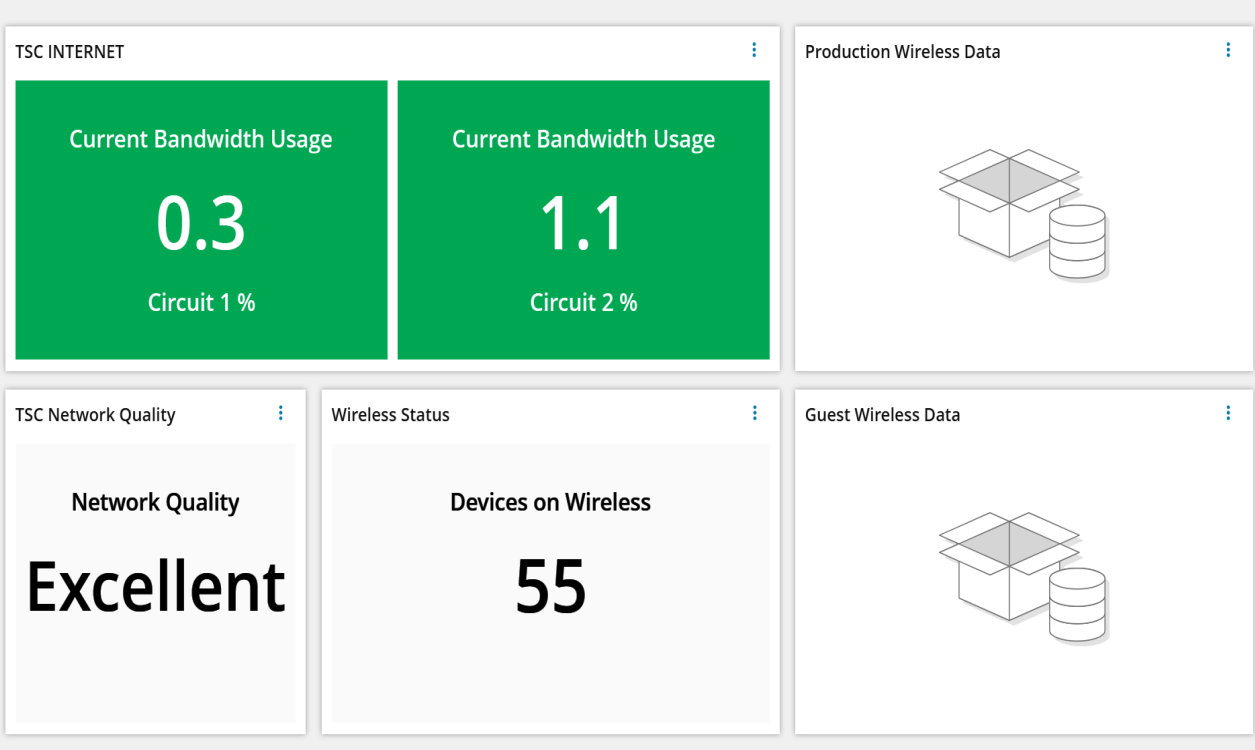 TSC INTERNET
Current Bandwidth Usage
0.3
Circuit 1 %
Current Bandwidth Usage
1.1
Circuit 2 %
Production Wireless Data
TSC Network Quality
Network Quality
Excellent
Wireless Status
Devices on Wireless
55
Guest Wireless Data